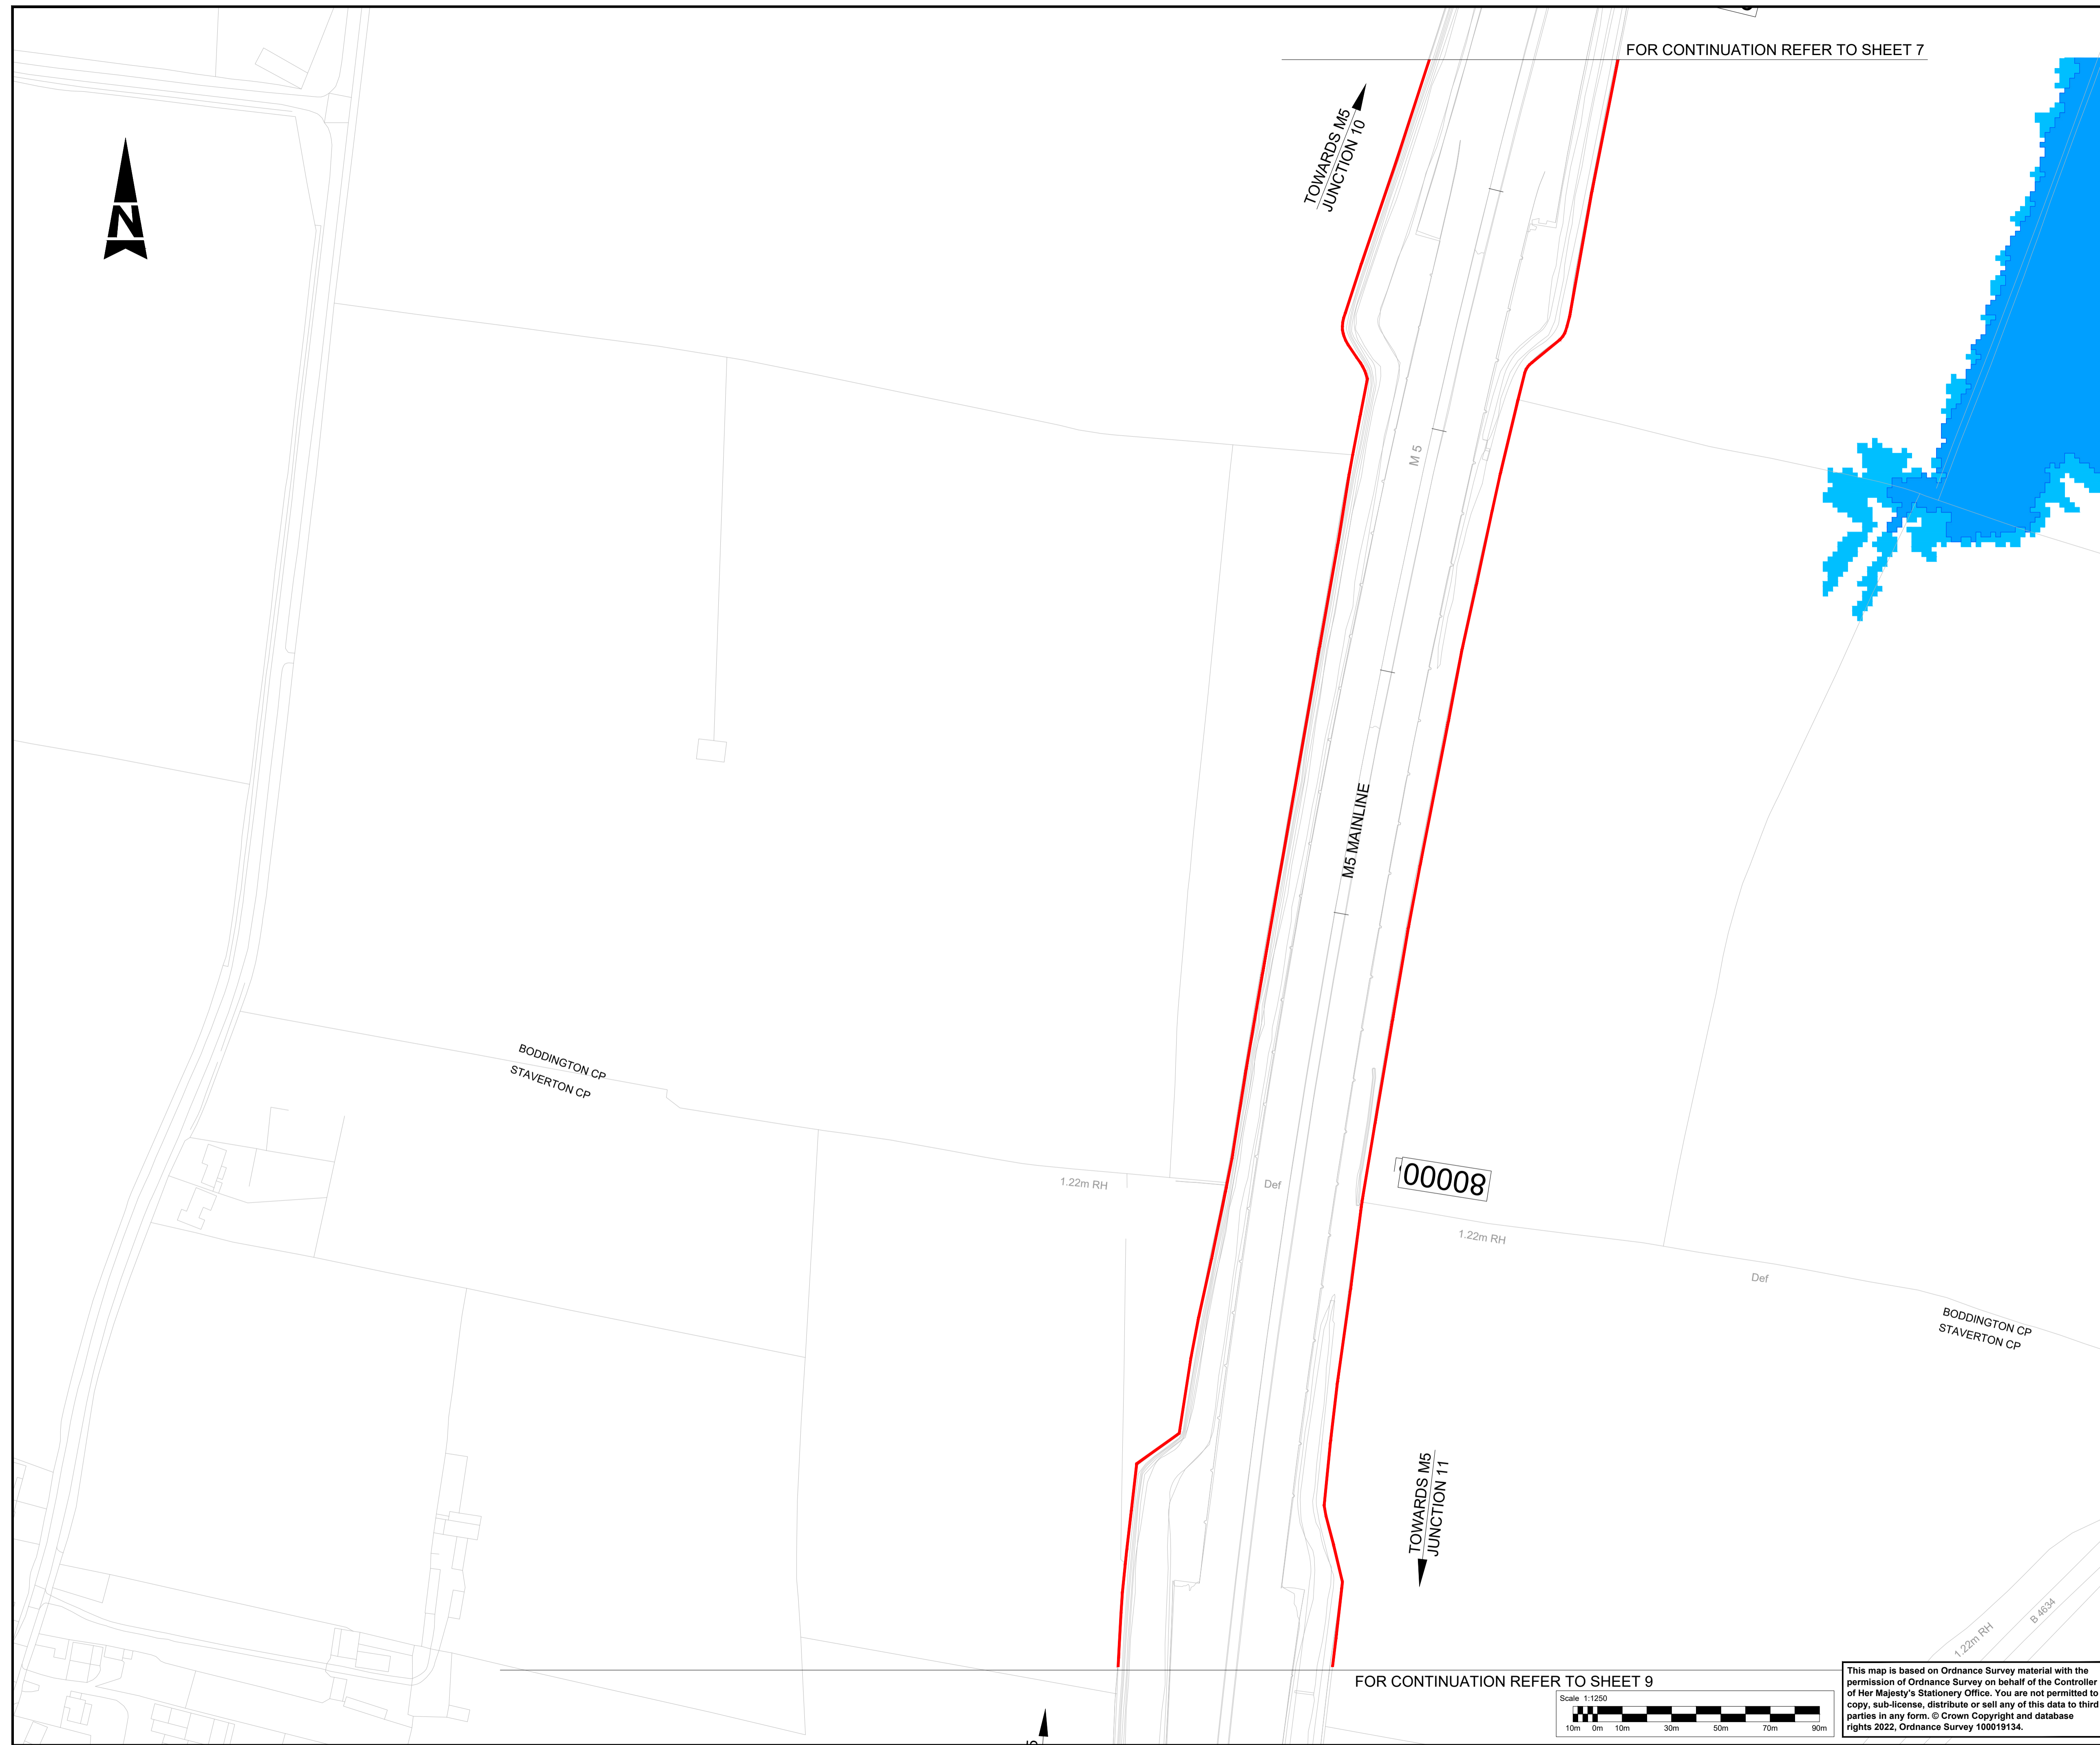 FOR CONTINUATION REFER TO SHEET 7
TOWARDS M5
JUNCTION 10
N
M 5
M5 MAINLINE
BODDINGTON CP
STAVERTON CP
1.22m RH
Def
00008
1.22m RH
Def
BODDINGTON CP
STAVERTON CP
TOWARDS M5
JUNCTION 11
B 4634
1.22m RH
FOR CONTINUATION REFER TO SHEET 9
Scale 1:1250
10m 0m 10m 30m 50m 70m 90m
This map is based on Ordnance Survey material with the
permission of Ordnance Survey on behalf of the Controller
of Her Majesty's Stationery Office. You are not permitted to
copy, sub-license, distribute or sell any of this data to third
parties in any form. © Crown Copyright and database
rights 2022, Ordnance Survey 100019134.